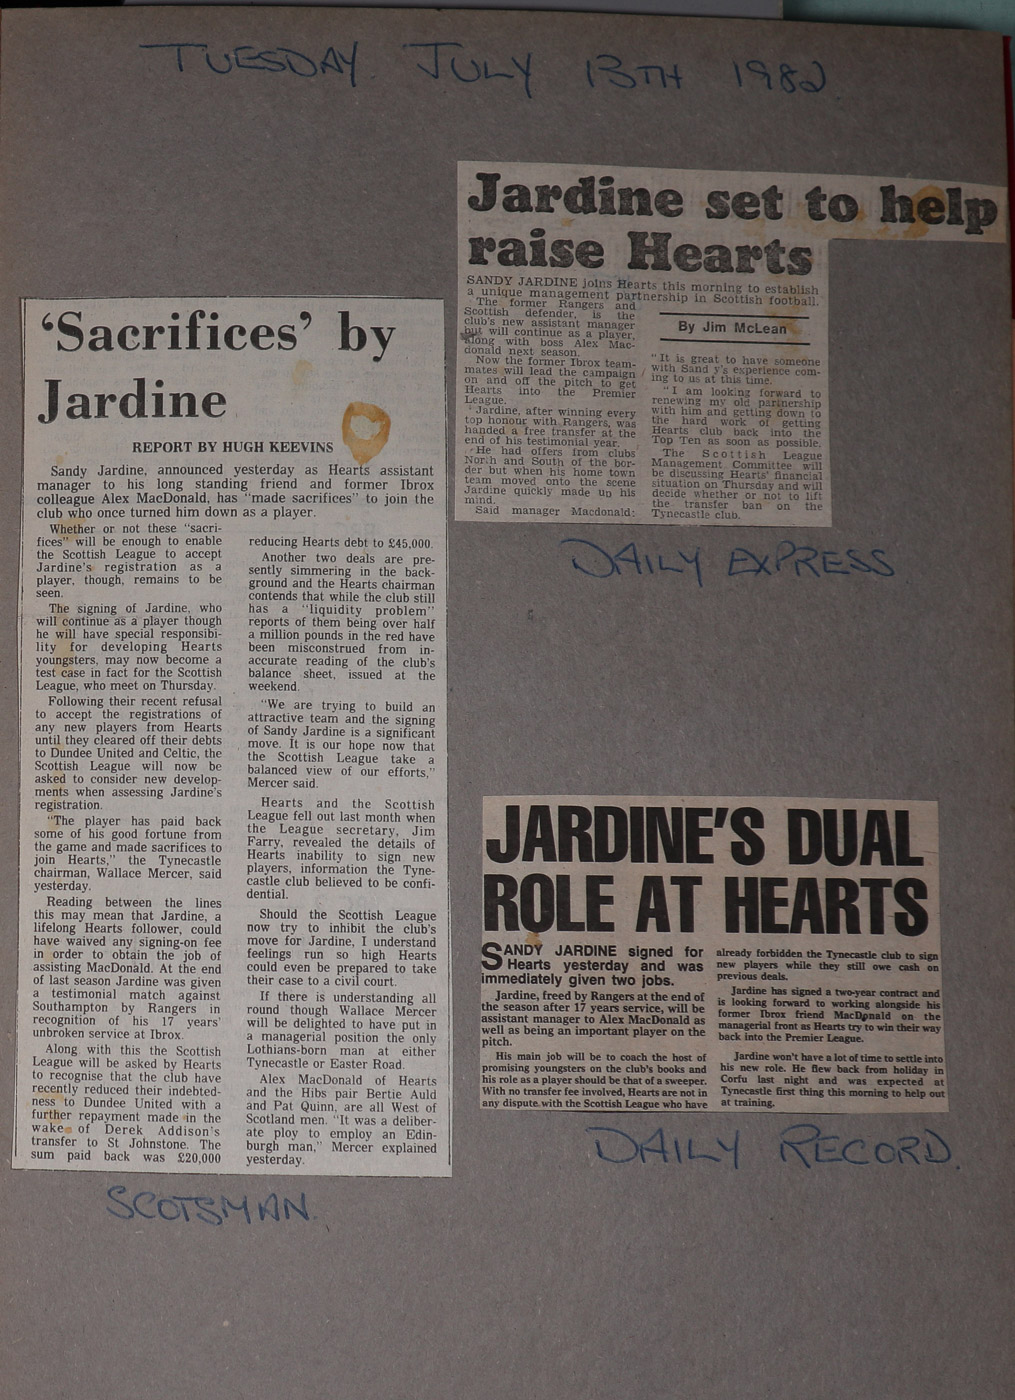 TUESDAY. JULY 13TH 1982
Jardine set to help
raise Hearts
SANDY JARDINE joins Hearts this morning to establish
a unique management partnership in Scottish football.
The former Rangers and
Scottish defender, is the
club's new assistant manager
but will continue as a player,
along with boss Alex Mac-
donald next season.
Now the former Ibrox team-
mates will lead the campaign
on and off the pitch to get
Hearts into the Premier
League.
Jardine, after winning every
top honour with Rangers, was
handed a free transfer at the
end of his testimonial year.
He had offers from clubs
North and South of the bor-
der but when his home town
team moved onto the scene
Jardine quickly made up his
mind.
Said manager Macdonald:
By Jim McLean
"It is great to have someone
with Sand y's experience com-
ing to us at this time.
"I am looking forward to
renewing my old partnership
with him and getting down to
the hard work of getting
Hearts club back into the
Top Ten as soon as possible.
The Scottish League
Management Committee will
be discussing Hearts' financial
situation on Thursday and will
decide whether or not to lift
the transfer ban on the
Tynecastle club.
DAILY EXPRESS
'Sacrifices' by
Jardine
REPORT BY HUGH KEEVINS
Sandy Jardine, announced yesterday as Hearts assistant
manager to his long standing friend and former Ibrox
colleague Alex MacDonald, has "made sacrifices" to join the
club who once turned him down as a player.
Whether or not these "sacri-
fices" will be enough to enable
the Scottish League to accept
Jardine's registration as a
player, though, remains to be
seen.
The signing of Jardine, who
will continue as a player though
he will have special responsibi-
lity for developing Hearts
youngsters, may now become a
test case in fact for the Scottish
League, who meet on Thursday.
Following their recent refusal
to accept the registrations of
any new players from Hearts
until they cleared off their debts
to Dundee United and Celtic, the
Scottish League will now be
asked to consider new develop-
ments when assessing Jardine's
registration.
"The player has paid back
some of his good fortune from
the game and made sacrifices to
join Hearts," the Tynecastle
chairman, Wallace Mercer, said
yesterday.
Reading between the lines
this may mean that Jardine, a
lifelong Hearts follower, could
have waived any signing-on fee
in order to obtain the job of
assisting MacDonald. At the end
of last season Jardine was given
a testimonial match against
Southampton by Rangers in
recognition of his 17 years'
unbroken service at Ibrox.
Along with this the Scottish
League will be asked by Hearts
to recognise that the club have
recently reduced their indebted-
ness to Dundee United with a
further repayment made in the
wake of Derek Addison's
transfer to St Johnstone. The
sum paid back was £20,000
reducing Hearts debt to £45,000.
Another two deals are pre-
sently simmering in the back-
ground and the Hearts chairman
contends that while the club still
has a "liquidity problem"
reports of them being over half
a million pounds in the red have
been misconstrued from in-
accurate reading of the club's
balance sheet, issued at the
weekend.
"We are trying to build an
attractive team and the signing
of Sandy Jardine is a significant
move. It is our hope now that
the Scottish League take a
balanced view of our efforts,"
Mercer said.
Hearts and the Scottish
League fell out last month when
the League secretary, Jim
Farry, revealed the details of
Hearts inability to sign new
players, information the Tyne-
castle club believed to be confi-
dential.
Should the Scottish League
now try to inhibit the club's
move for Jardine, I understand
feelings run so high Hearts
could even be prepared to take
their case to a civil court.
If there is understanding all
round though Wallace Mercer
will be delighted to have put in
a managerial position the only
Lothians-born man at either
Tynecastle or Easter Road.
Alex MacDonald of Hearts
and the Hibs pair Bertie Auld
and Pat Quinn, are all West of
Scotland men. "It was a deliber-
ate ploy to employ an Edin-
burgh man," Mercer explained
yesterday.
SCOTSMAN.
JARDINE'S DUAL
ROLE AT HEARTS
SANDY JARDINE signed for
Hearts yesterday and was
immediately given two jobs.
Jardine, freed by Rangers at the end of
the season after 17 years service, will be
assistant manager to Alex MacDonald as
well as being an important player on the
pitch.
His main job will be to coach the host of
promising youngsters on the club's books and
his role as a player should be that of a sweeper.
With no transfer fee involved, Hearts are not in
any dispute with the Scottish League who have
already forbidden the Tynecastle club to sign
new players while they still owe cash on
previous deals.
Jardine has signed a two-year contract and
is looking forward to working alongside his
former Ibrox friend MacDonald on the
managerial front as Hearts try to win their way
back into the Premier League.
Jardine won't have a lot of time to settle into
his new role. He flew back from holiday in
Corfu last night and was expected at
Tynecastle first thing this morning to help out
at training.
DAILY RECORD.